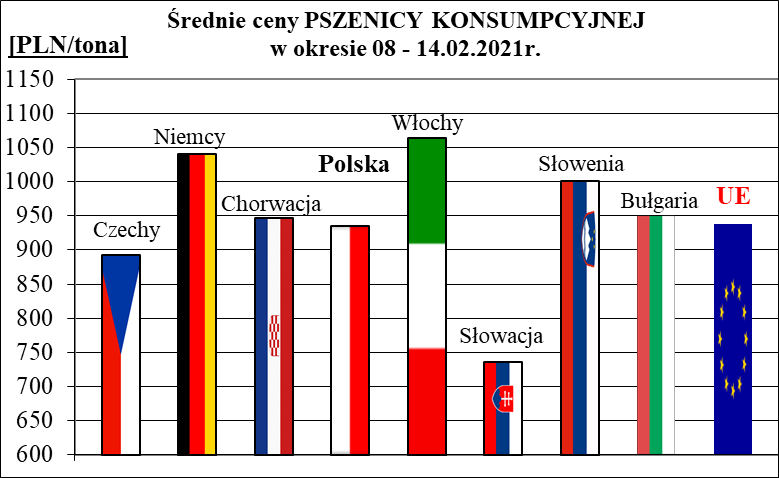 Średnie ceny PSZENICY KONSUMPCYJNEJ
w okresie 08 - 14.02.2021r.
[PLN/tona]
1150
1100
1050
1000
950
900
850
800
750
700
650
600
Czechy
Niemcy
Chorwacja
Polska
Włochy
Słowacja
Słowenia
Bułgaria
UE